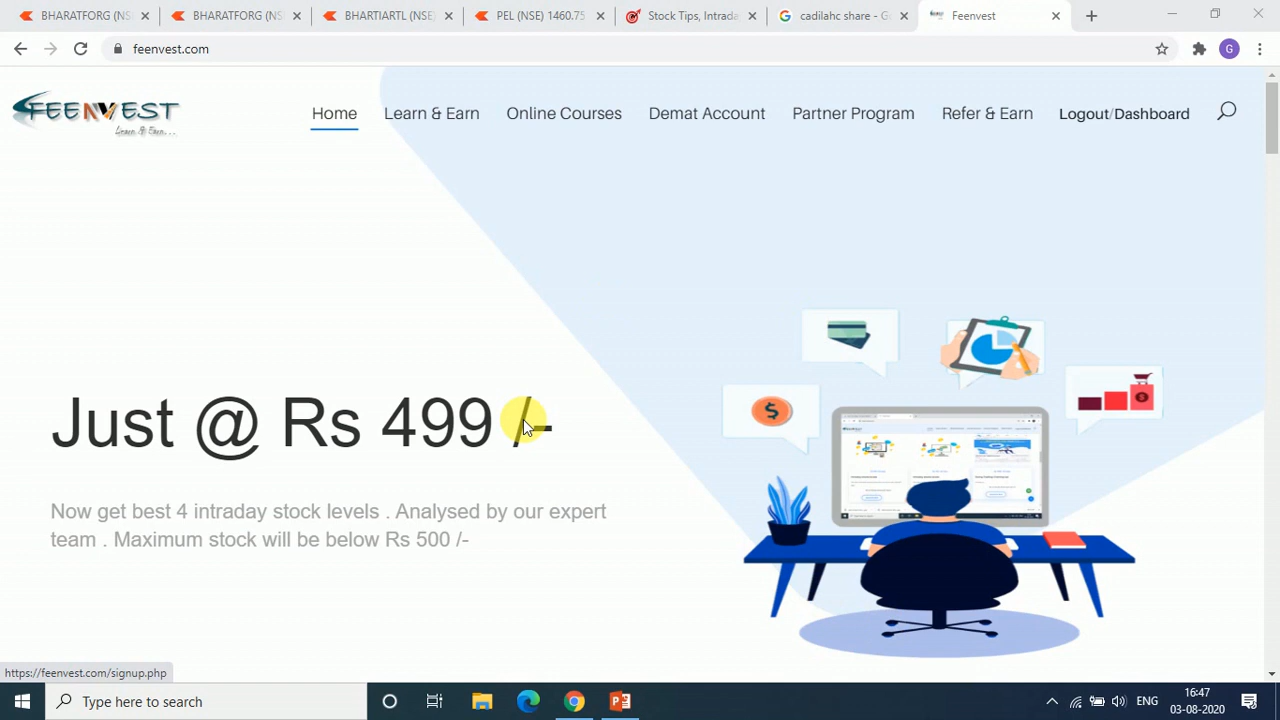 BHARATFORG (NS
BHARATFORG (NS
BHARTIARTL (NSE
PEL (NSE) 1460.75
Stock Tips, Intrada
cadilahc share - G
Feenvest
feenvest.com
G
FEENVEST
Learn & Earn...
Home
Learn & Earn
Online Courses
Demat Account
Partner Program
Refer & Earn
Logout/Dashboard
Just @ Rs 499 /-
Now get best 4 intraday stock levels . Analysed by our expert
team . Maximum stock will be below Rs 500 /-
https://feenvest.com/signup.php
Type here to search
ENG
16:47
03-08-2020